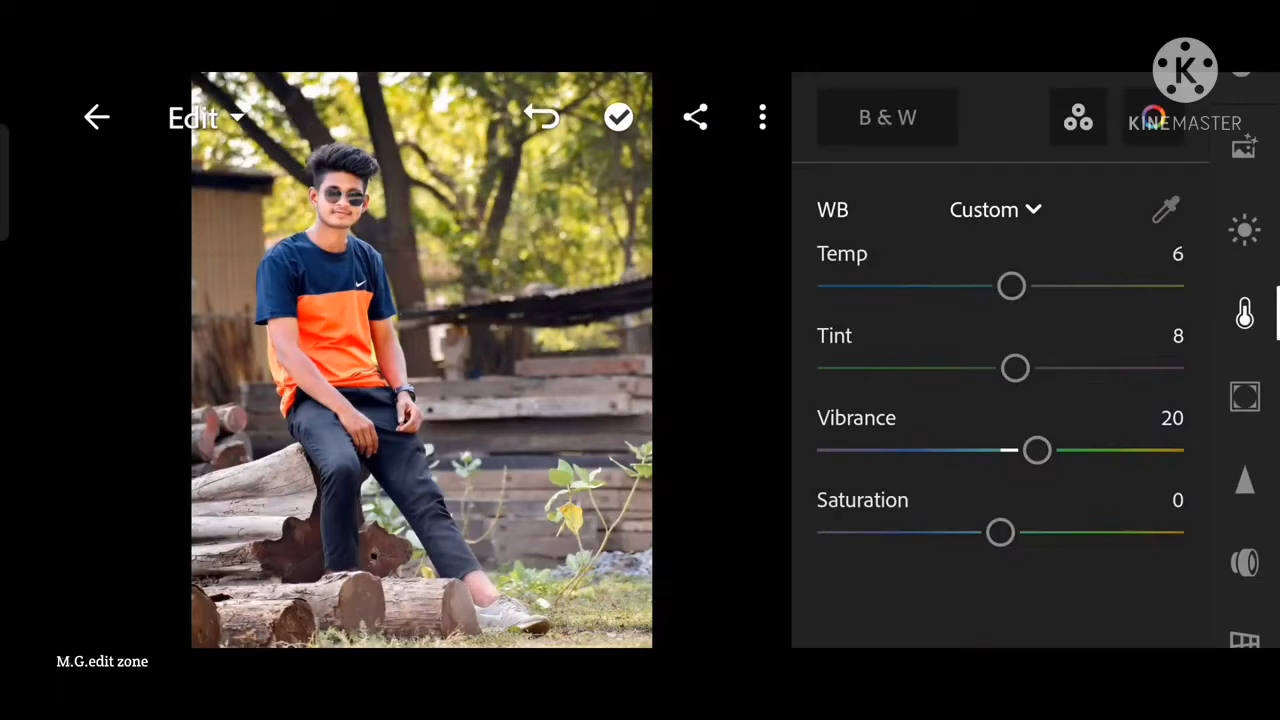 Edit
B & W
K
KINEMASTER
WB Custom
Temp 6
Tint 8
Vibrance 20
Saturation 0
M.G.edit zone